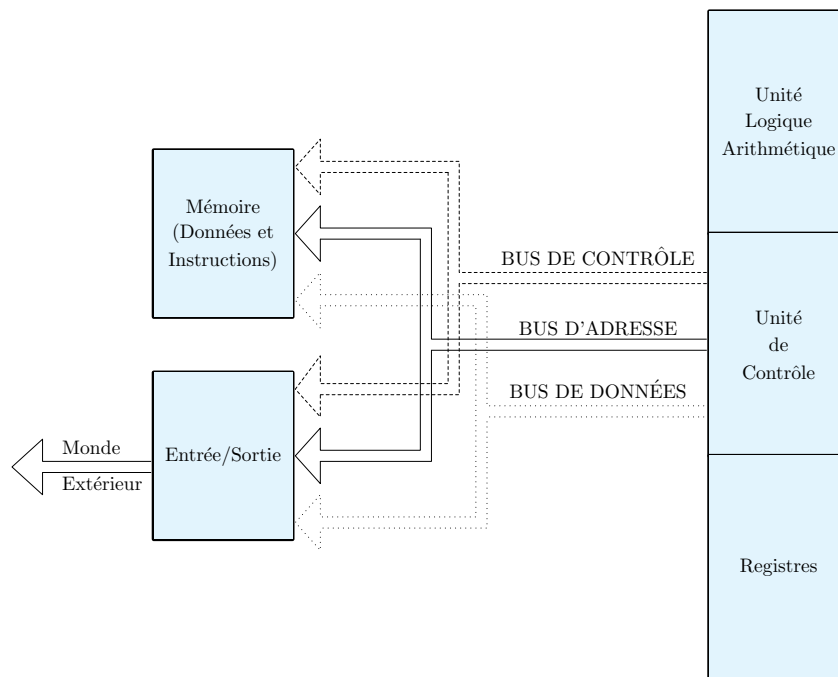 Unité
Logique
Arithmétique
Mémoire
(Données et
Instructions)
BUS DE CONTRÔLE
BUS D'ADRESSE
BUS DE DONNÉES
Unité
de
Contrôle
Monde
Extérieur
Entrée/Sortie
Registres